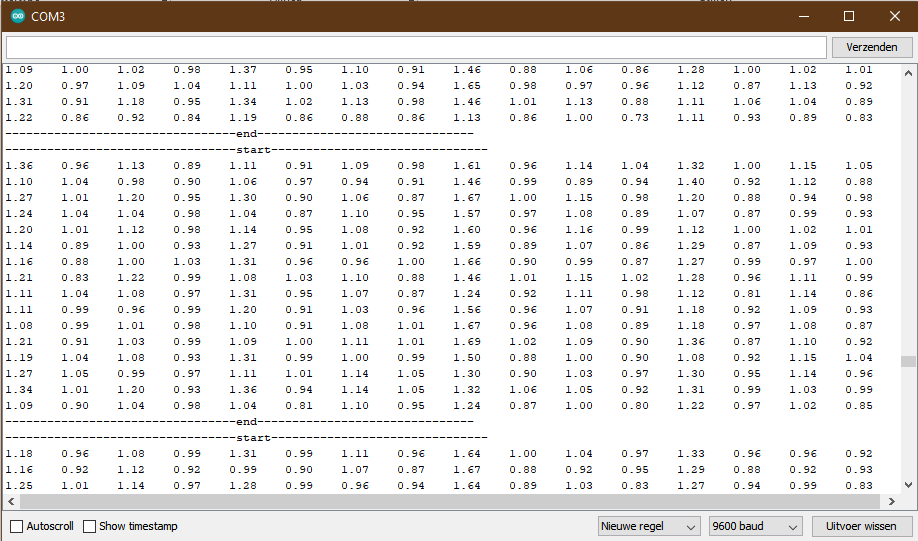 COM3
Verzenden
1.09 1.00 1.02 0.98 1.37 0.95 1.10 0.91 1.46 0.88 1.06 0.86 1.28 1.00 1.02 1.01
1.20 0.97 1.09 1.04 1.11 1.00 1.03 0.94 1.65 0.98 0.97 0.96 1.12 0.87 1.13 0.92
1.31 0.91 1.18 0.95 1.34 1.02 1.13 0.98 1.46 1.01 1.13 0.88 1.11 1.06 1.04 0.89
1.22 0.86 0.92 0.84 1.19 0.86 0.88 0.86 1.13 0.86 1.00 0.73 1.11 0.93 0.89 0.83
---------------------------------end-------------------------------
---------------------------------start-------------------------------
1.36 0.96 1.13 0.89 1.11 0.91 1.09 0.98 1.61 0.96 1.14 1.04 1.32 1.00 1.15 1.05
1.10 1.04 0.98 0.90 1.06 0.97 0.94 0.91 1.46 0.99 0.89 0.94 1.40 0.92 1.12 0.88
1.27 1.01 1.20 0.95 1.30 0.90 1.06 0.87 1.67 1.00 1.15 0.98 1.20 0.88 0.94 0.98
1.24 1.04 1.04 0.98 1.04 0.87 1.10 0.95 1.57 0.97 1.08 0.89 1.07 0.87 0.99 0.93
1.20 1.01 1.12 0.98 1.14 0.95 1.08 0.92 1.60 0.96 1.16 0.99 1.12 1.00 1.02 1.01
1.14 0.89 1.00 0.93 1.27 0.91 1.01 0.92 1.59 0.89 1.07 0.86 1.29 0.87 1.09 0.93
1.16 0.88 1.00 1.03 1.31 0.96 0.96 1.00 1.66 0.90 0.99 0.87 1.27 0.99 0.97 1.00
1.21 0.83 1.22 0.99 1.08 1.03 1.10 0.88 1.46 1.01 1.15 1.02 1.28 0.96 1.11 0.99
1.11 1.04 1.08 0.97 1.31 0.95 1.07 0.87 1.24 0.92 1.11 0.98 1.12 0.81 1.14 0.86
1.11 0.99 0.96 0.99 1.20 0.91 1.03 0.96 1.56 0.96 1.07 0.91 1.18 0.92 1.09 0.93
1.08 0.99 1.01 0.98 1.10 0.91 1.08 1.01 1.67 0.96 1.08 0.89 1.18 0.97 1.08 0.87
1.21 0.91 1.03 0.99 1.09 1.00 1.11 1.01 1.69 1.02 1.09 0.90 1.36 0.87 1.10 0.92
1.19 1.04 1.08 0.93 1.31 0.99 1.00 0.99 1.50 0.88 1.00 0.90 1.08 0.92 1.15 1.04
1.27 1.05 0.99 0.97 1.11 1.01 1.14 1.05 1.30 0.90 1.03 0.97 1.30 0.95 1.14 0.96
1.34 1.01 1.20 0.93 1.36 0.94 1.14 1.05 1.32 1.06 1.05 0.92 1.31 0.99 1.03 0.99
1.09 0.90 1.04 0.98 1.04 0.81 1.10 0.95 1.24 0.87 1.00 0.80 1.22 0.97 1.02 0.85
---------------------------------end-------------------------------
---------------------------------start-------------------------------
1.18 0.96 1.08 0.99 1.31 0.99 1.11 0.96 1.64 1.00 1.04 0.97 1.33 0.96 0.96 0.92
1.16 0.92 1.12 0.92 0.99 0.90 1.07 0.87 1.67 0.88 0.92 0.95 1.29 0.88 0.92 0.93
1.25 1.01 1.14 0.97 1.28 0.99 0.96 0.94 1.64 0.89 1.03 0.83 1.27 0.94 0.99 0.83
Autoscroll Show timestamp Nieuwe regel 9600 baud Uitvoer wissen